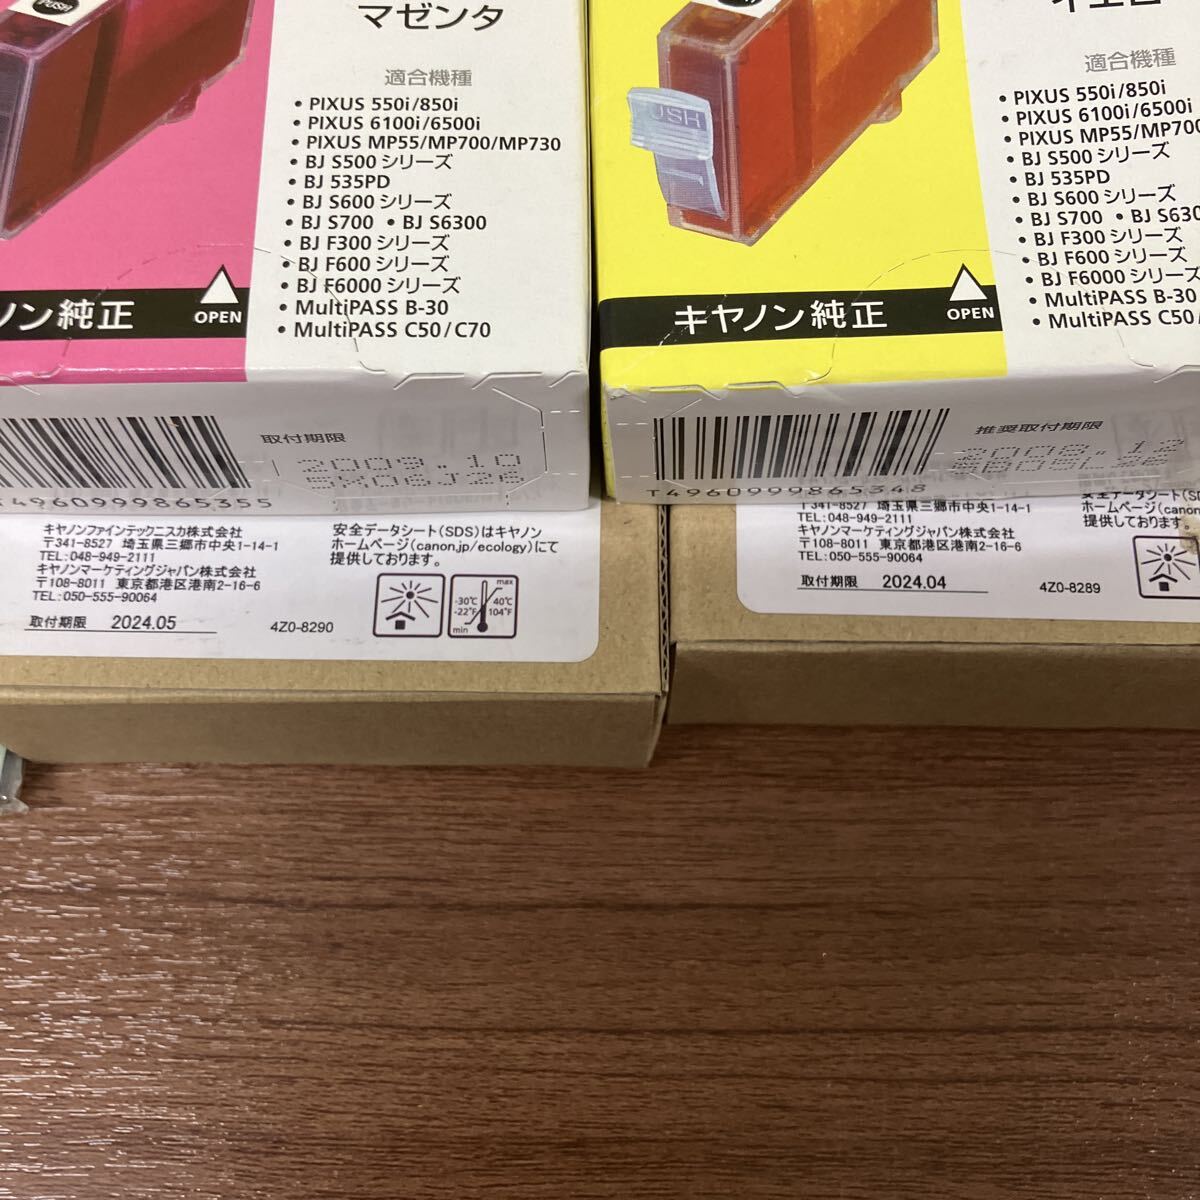 PUSH
マゼンタ
適合機種
• PIXUS 550i/850i
• PIXUS 6100i/6500i
• PIXUS MP55/MP700/MP730
• BJ S500 シリーズ
• BJ 535PD
• BJ S600 シリーズ
• BJ S700 • BJ S6300
• BJ F300 シリーズ
• BJ F600 シリーズ
• BJ F6000 シリーズ
• MultiPASS B-30
• MultiPASS C50/C70
ノン純正
OPEN
取付期限
2009.10
T4960999865355
キヤノンファインテックニスカ株式会社
〒341-8527 埼玉県三郷市中央1-14-1
TEL:048-949-2111
キヤノンマーケティングジャパン株式会社
〒108-8011 東京都港区港南2-16-6
TEL:050-555-90064
取付期限 2024.05
4Z0-8290
安全データシート(SDS)はキヤノン
ホームページ(canon.jp/ecology)にて
提供しております。
max
-30℃ 40℃
-22°F 104°F
min
イエロ
適合機種
USH
• PIXUS 550i/850i
• PIXUS 6100i/6500i
• PIXUS MP55/MP700
• BJ S500 シリーズ
• BJ 535PD
• BJ S600 シリーズ
• BJ S700 • BJ S6300
• BJ F300 シリーズ
• BJ F600 シリーズ
• BJ F6000 シリーズ
• MultiPASS B-30
• MultiPASS C50/
キヤノン純正
OPEN
推奨取付期限
2008.12
T4960999865348
〒341-8527 埼玉県三郷市中央1-14-1
TEL:048-949-2111
キヤノンマーケティングジャパン株式会社
〒108-8011 東京都港区港南2-16-6
TEL:050-555-90064
取付期限 2024.04
4Z0-8289
安全データシート(SDS)
ホームページ(canon
提供しております。